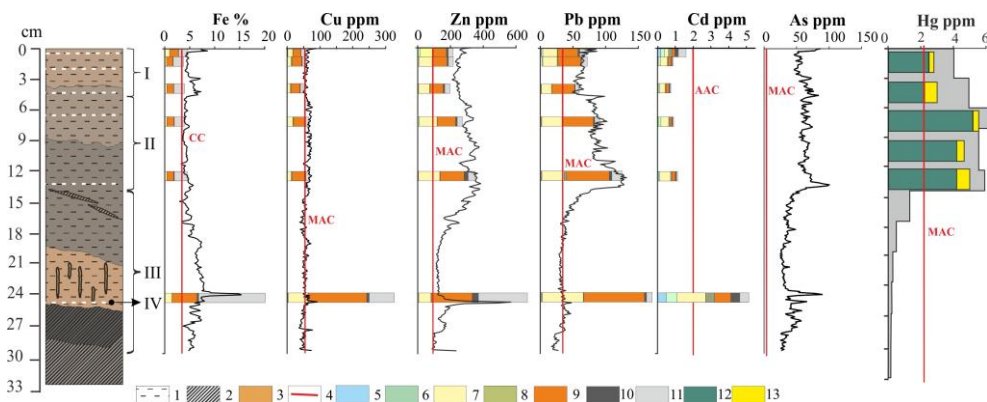 cm
Fe %
Cu ppm
Zn ppm
Pb ppm
Cd ppm
As ppm
Hg ppm
0 5 10 15 20
0 100 200 300
0 200 400 600
0 50 100 150
0 1 2 3 4 5
0 50 100 150
0 2 4 6
0
3
6
9
12
15
18
21
24
27
30
33
I
II
III
IV
CC
MAC
MAC
MAC
AAC
MAC
MAC
1 2 3 4 5 6 7 8 9 10 11 12 13